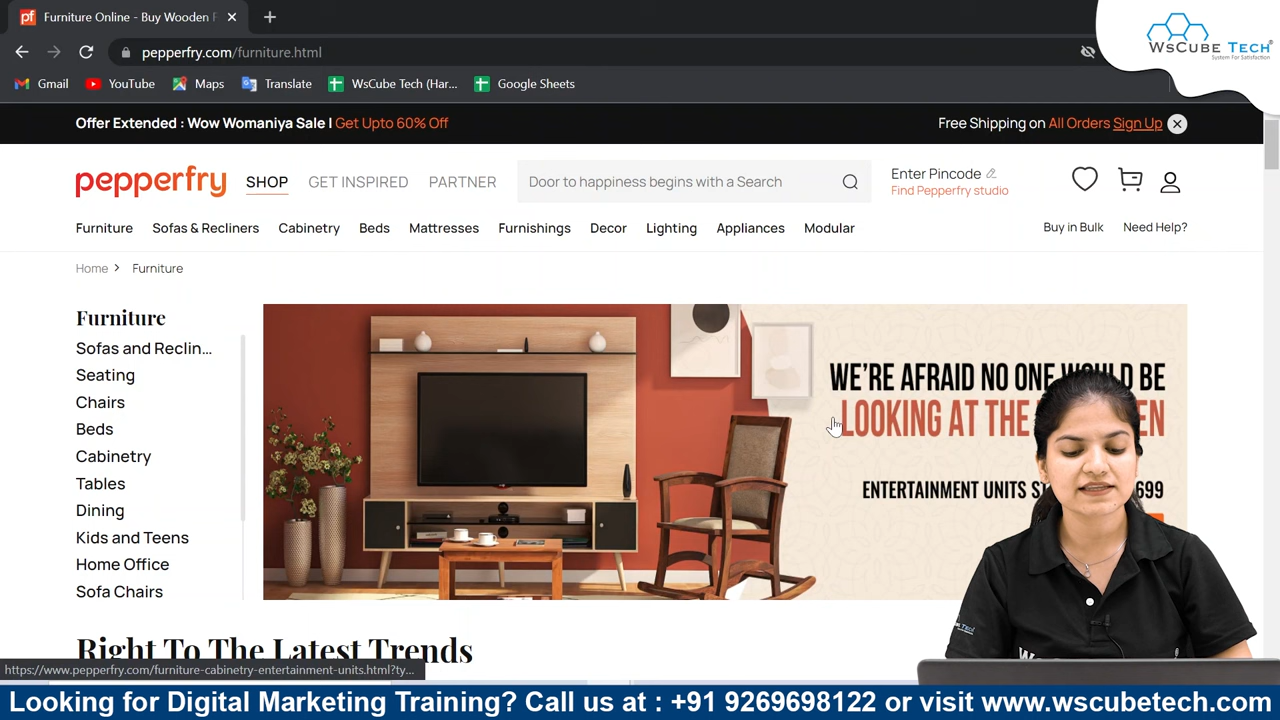 Furniture Online - Buy Wooden F
pepperfry.com/furniture.html
WsCube Tech
System For Satisfaction
Gmail YouTube Maps Translate WsCube Tech (Har... Google Sheets
Offer Extended : Wow Womaniya Sale I Get Upto 60% Off
Free Shipping on All Orders Sign Up
pepperfry SHOP GET INSPIRED PARTNER
Door to happiness begins with a Search
Enter Pincode
Find Pepperfry studio
Furniture Sofas & Recliners Cabinetry Beds Mattresses Furnishings Decor Lighting Appliances Modular
Buy in Bulk Need Help?
Home > Furniture
Furniture
Sofas and Reclin...
Seating
Chairs
Beds
Cabinetry
Tables
Dining
Kids and Teens
Home Office
Sofa Chairs
WE'RE AFRAID NO ONE WOULD BE
LOOKING AT THE
ENTERTAINMENT UNITS
699
Right To The Latest Trends
https://www.pepperfry.com/furniture-cabinetry-entertainment-units.html?ty...
Looking for Digital Marketing Training? Call us at : +91 9269698122 or visit www.wscubetech.com